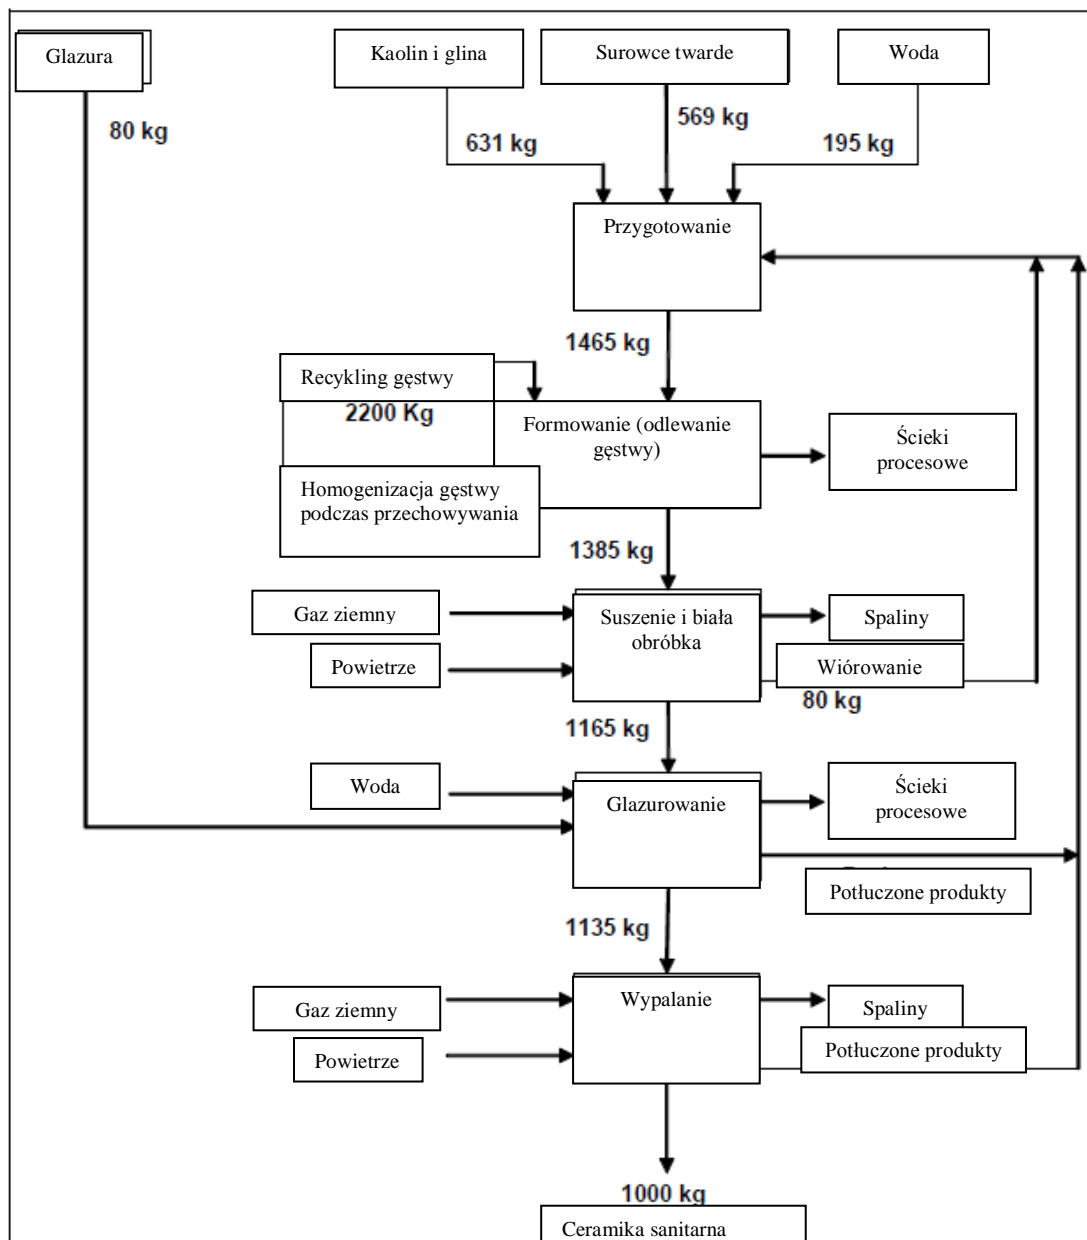 Glazura
Kaolin i glina
Surowce twarde
Woda
80 kg
631 kg
569 kg
195 kg
Przygotowanie
1465 kg
Recykling gęstwy
2200 Kg
Formowanie (odlewanie
gęstwy)
Ścieki
procesowe
Homogenizacja gęstwy
podczas przechowywania
1385 kg
Gaz ziemny
Suszenie i biała
obróbka
Spaliny
Powietrze
Wiórowanie
80 kg
1165 kg
Woda
Glazurowanie
Ścieki
procesowe
Potłuczone produkty
1135 kg
Gaz ziemny
Wypalanie
Spaliny
Powietrze
Potłuczone produkty
1000 kg
Ceramika sanitarna